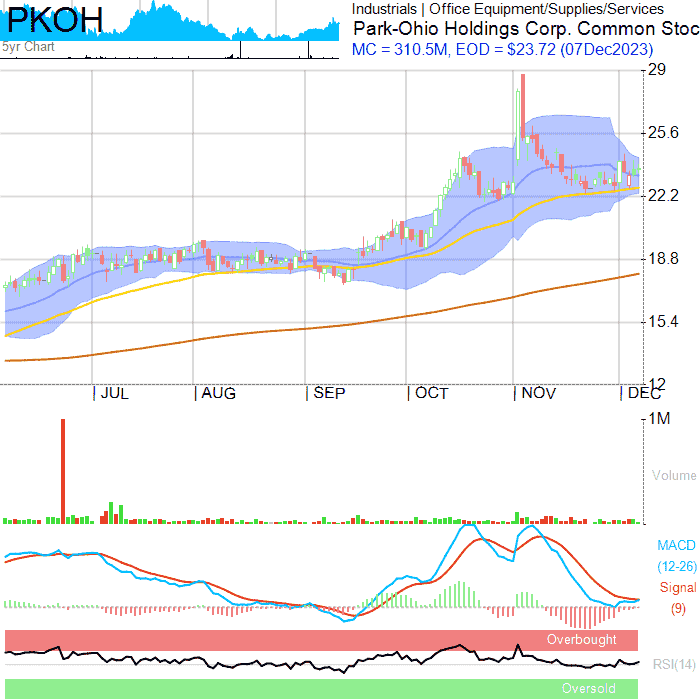 PKOH
5yr Chart
Industrials | Office Equipment/Supplies/Services
Park-Ohio Holdings Corp. Common Stoc
MC = 310.5M, EOD = $23.72 (07Dec2023)
29
25.6
22.2
18.8
15.4
12
JUL AUG SEP OCT NOV DEC
1M
Volume
MACD
(12-26)
Signal
(9)
Overbought
RSI(14)
Oversold